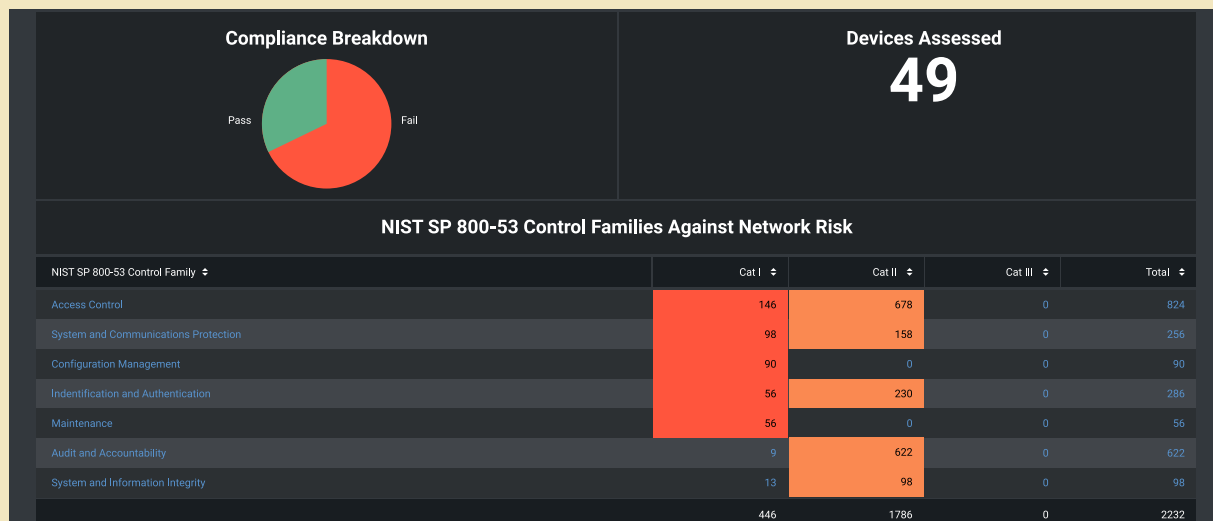 Compliance Breakdown
Pass
Fail
Devices Assessed
49
NIST SP 800-53 Control Families Against Network Risk
NIST SP 800-53 Control Family Cat I Cat II Cat III Total
Access Control 146 678 0 824
System and Communications Protection 98 158 0 256
Configuration Management 90 0 0 90
Indentification and Authentication 56 230 0 286
Maintenance 56 0 0 56
Audit and Accountability 9 622 0 622
System and Information Integrity 13 98 0 98
446 1786 0 2232